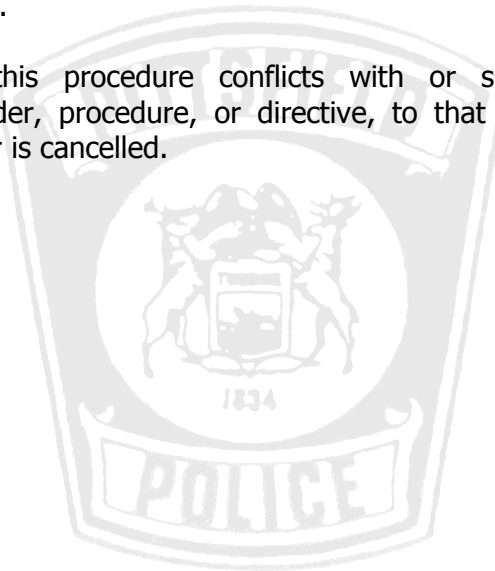 .
this procedure conflicts with or s
der, procedure, or directive, to that
r is cancelled.
1834
POLICE